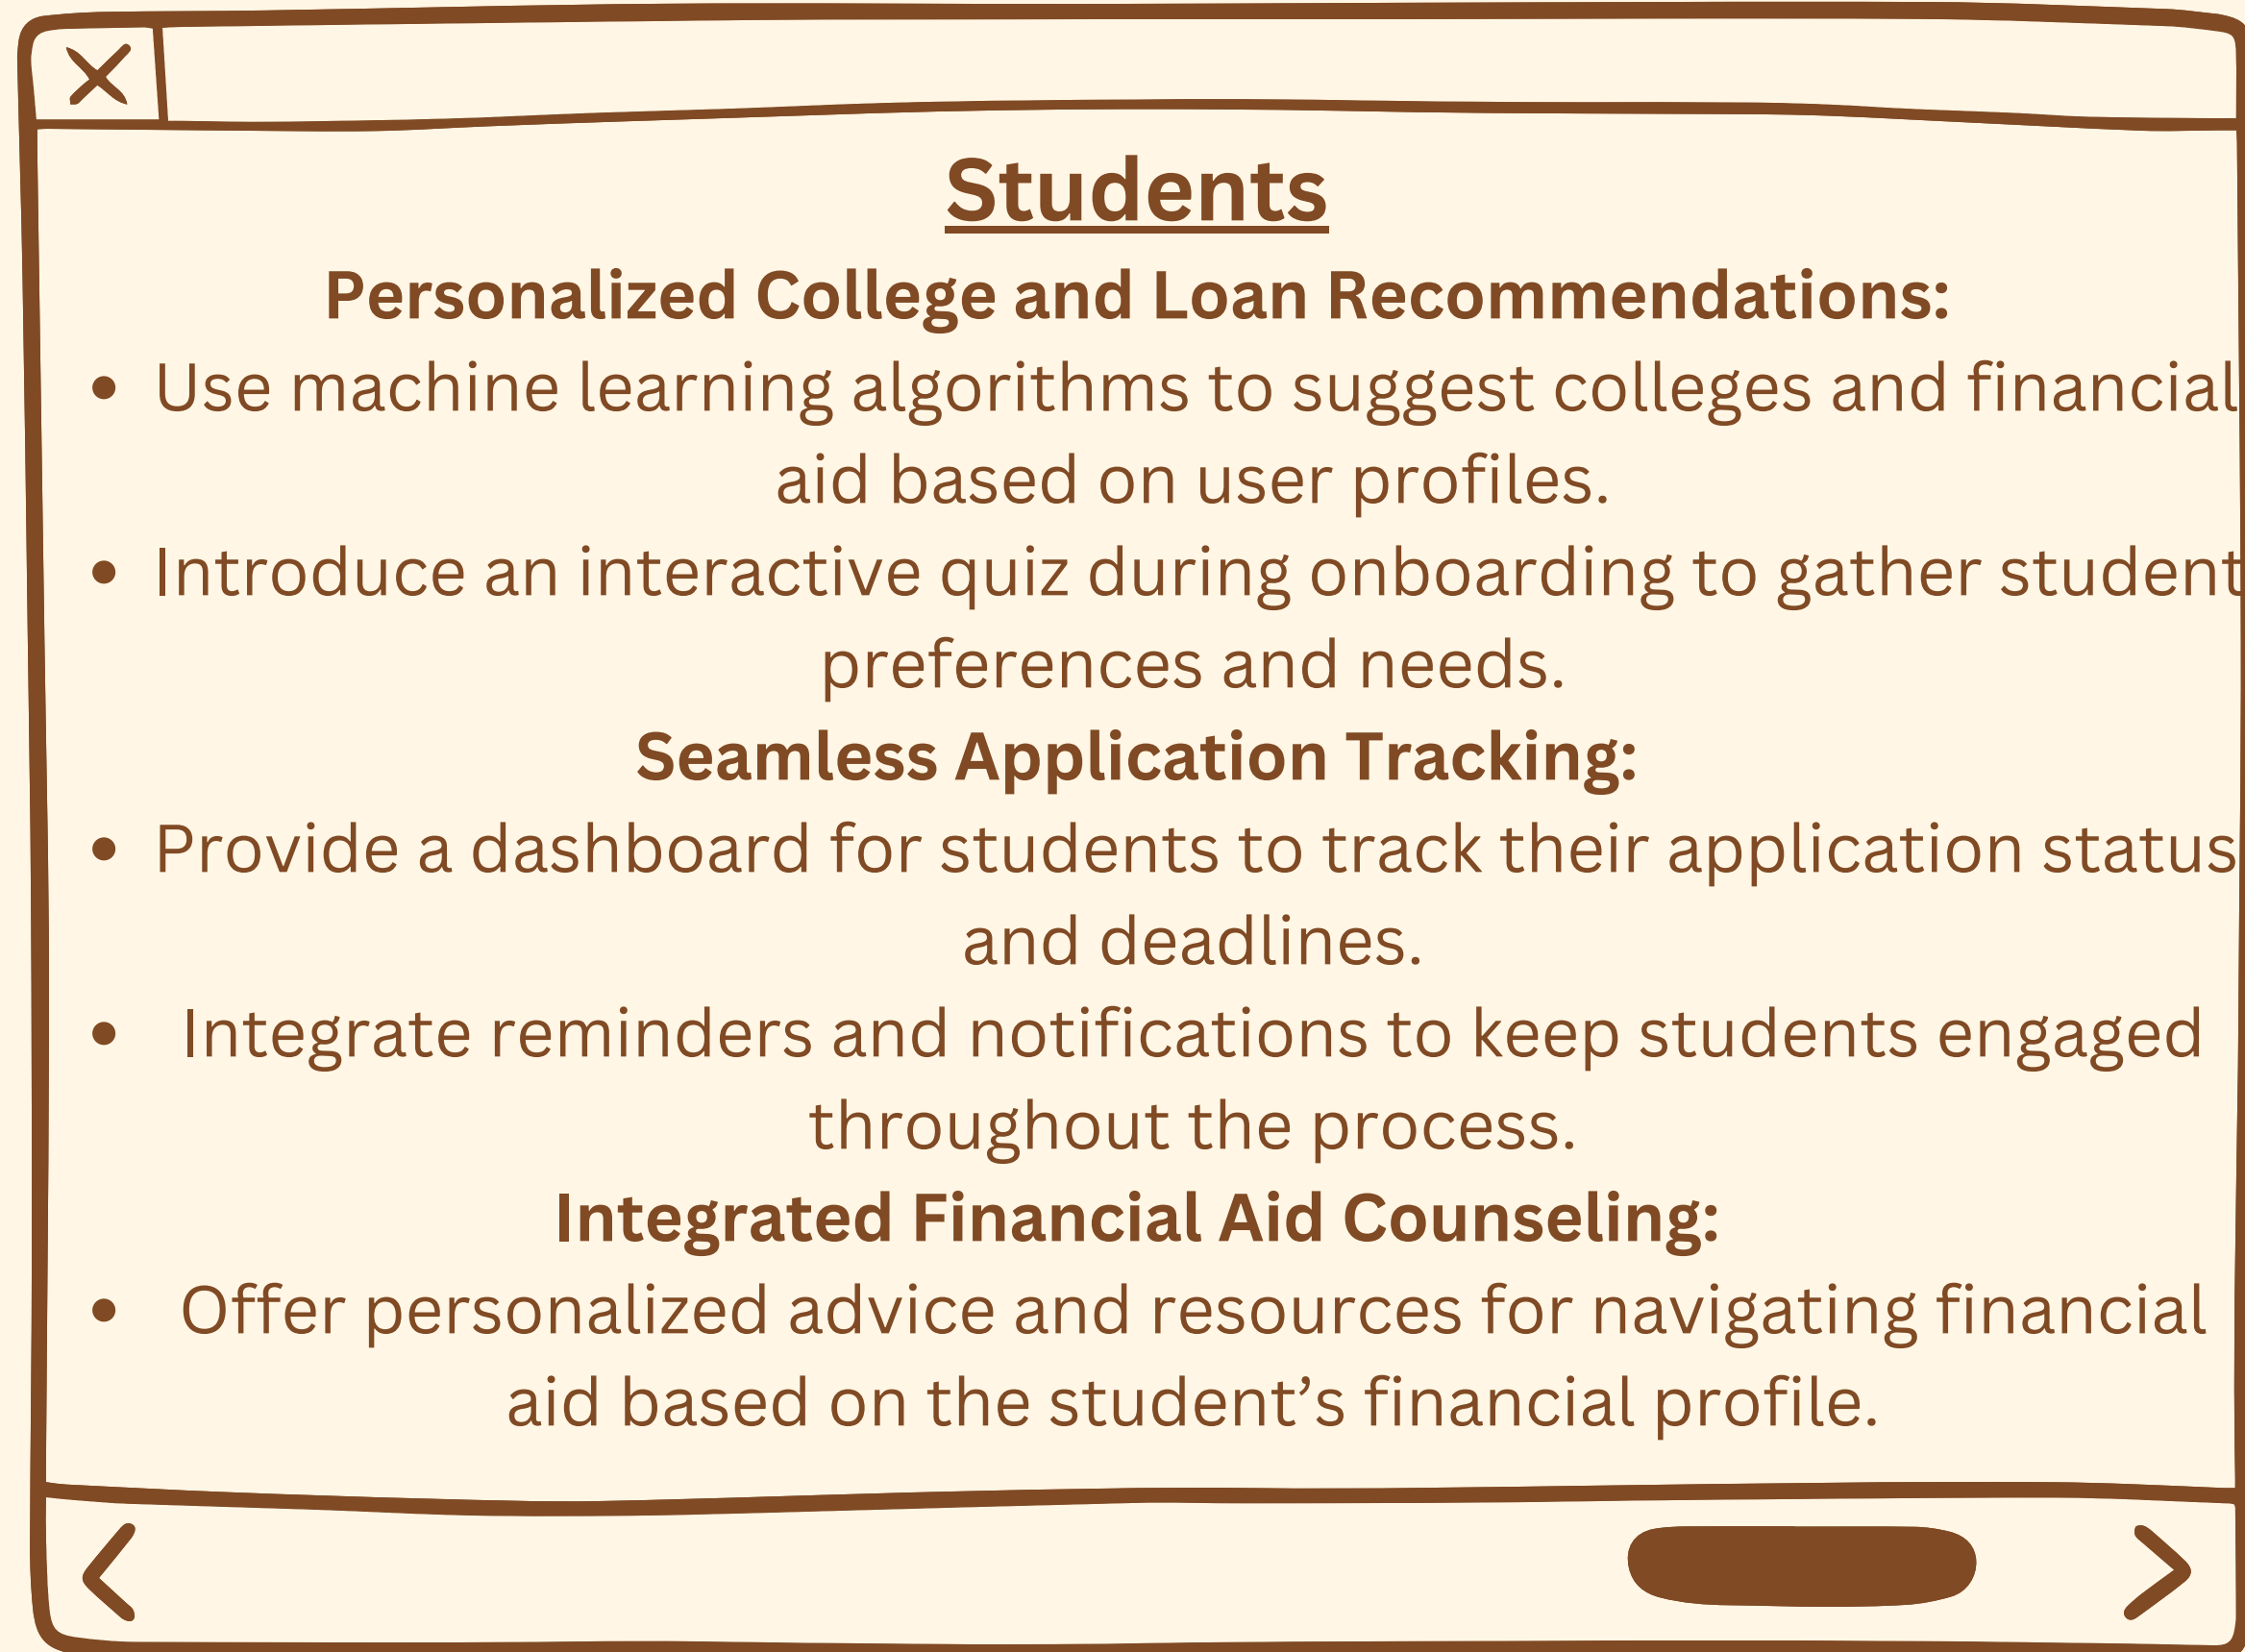 Students
Personalized College and Loan Recommendations:
• Use machine learning algorithms to suggest colleges and financial
aid based on user profiles.
• Introduce an interactive quiz during onboarding to gather student
preferences and needs.
Seamless Application Tracking:
• Provide a dashboard for students to track their application status
and deadlines.
• Integrate reminders and notifications to keep students engaged
throughout the process.
Integrated Financial Aid Counseling:
• Offer personalized advice and resources for navigating financial
aid based on the student’s financial profile.